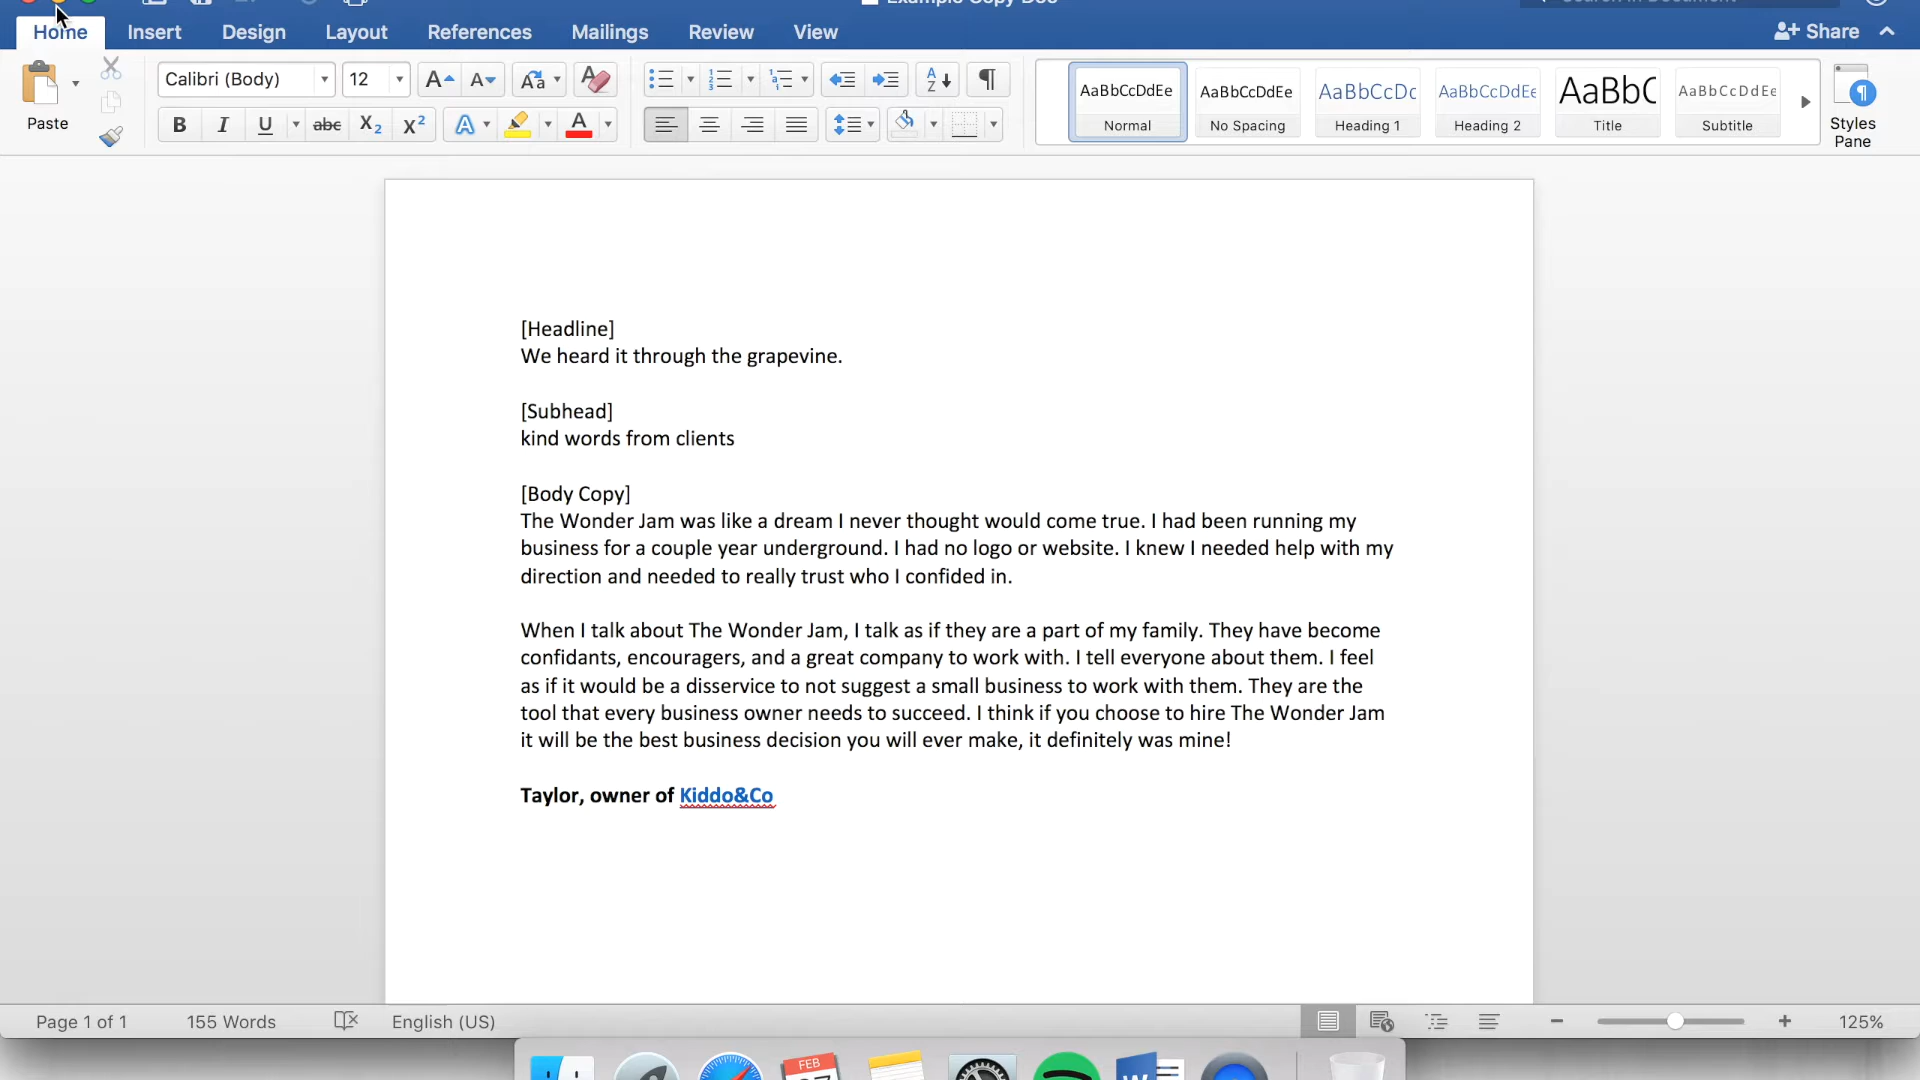 Example Copy Doc
Search in Document
Home Insert Design Layout References Mailings Review View Share
Calibri (Body) 12
Paste
AaBbCcDdEe AaBbCcDdEe AaBbCcDc AaBbCcDdEe AaBbC AaBbCcDdEe
Normal No Spacing Heading 1 Heading 2 Title Subtitle
Styles
Pane
[Headline]
We heard it through the grapevine.
[Subhead]
kind words from clients
[Body Copy]
The Wonder Jam was like a dream I never thought would come true. I had been running my
business for a couple year underground. I had no logo or website. I knew I needed help with my
direction and needed to really trust who I confided in.
When I talk about The Wonder Jam, I talk as if they are a part of my family. They have become
confidants, encouragers, and a great company to work with. I tell everyone about them. I feel
as if it would be a disservice to not suggest a small business to work with them. They are the
tool that every business owner needs to succeed. I think if you choose to hire The Wonder Jam
it will be the best business decision you will ever make, it definitely was mine!
Taylor, owner of Kiddo&Co
Page 1 of 1 155 Words English (US) 125%
FEB